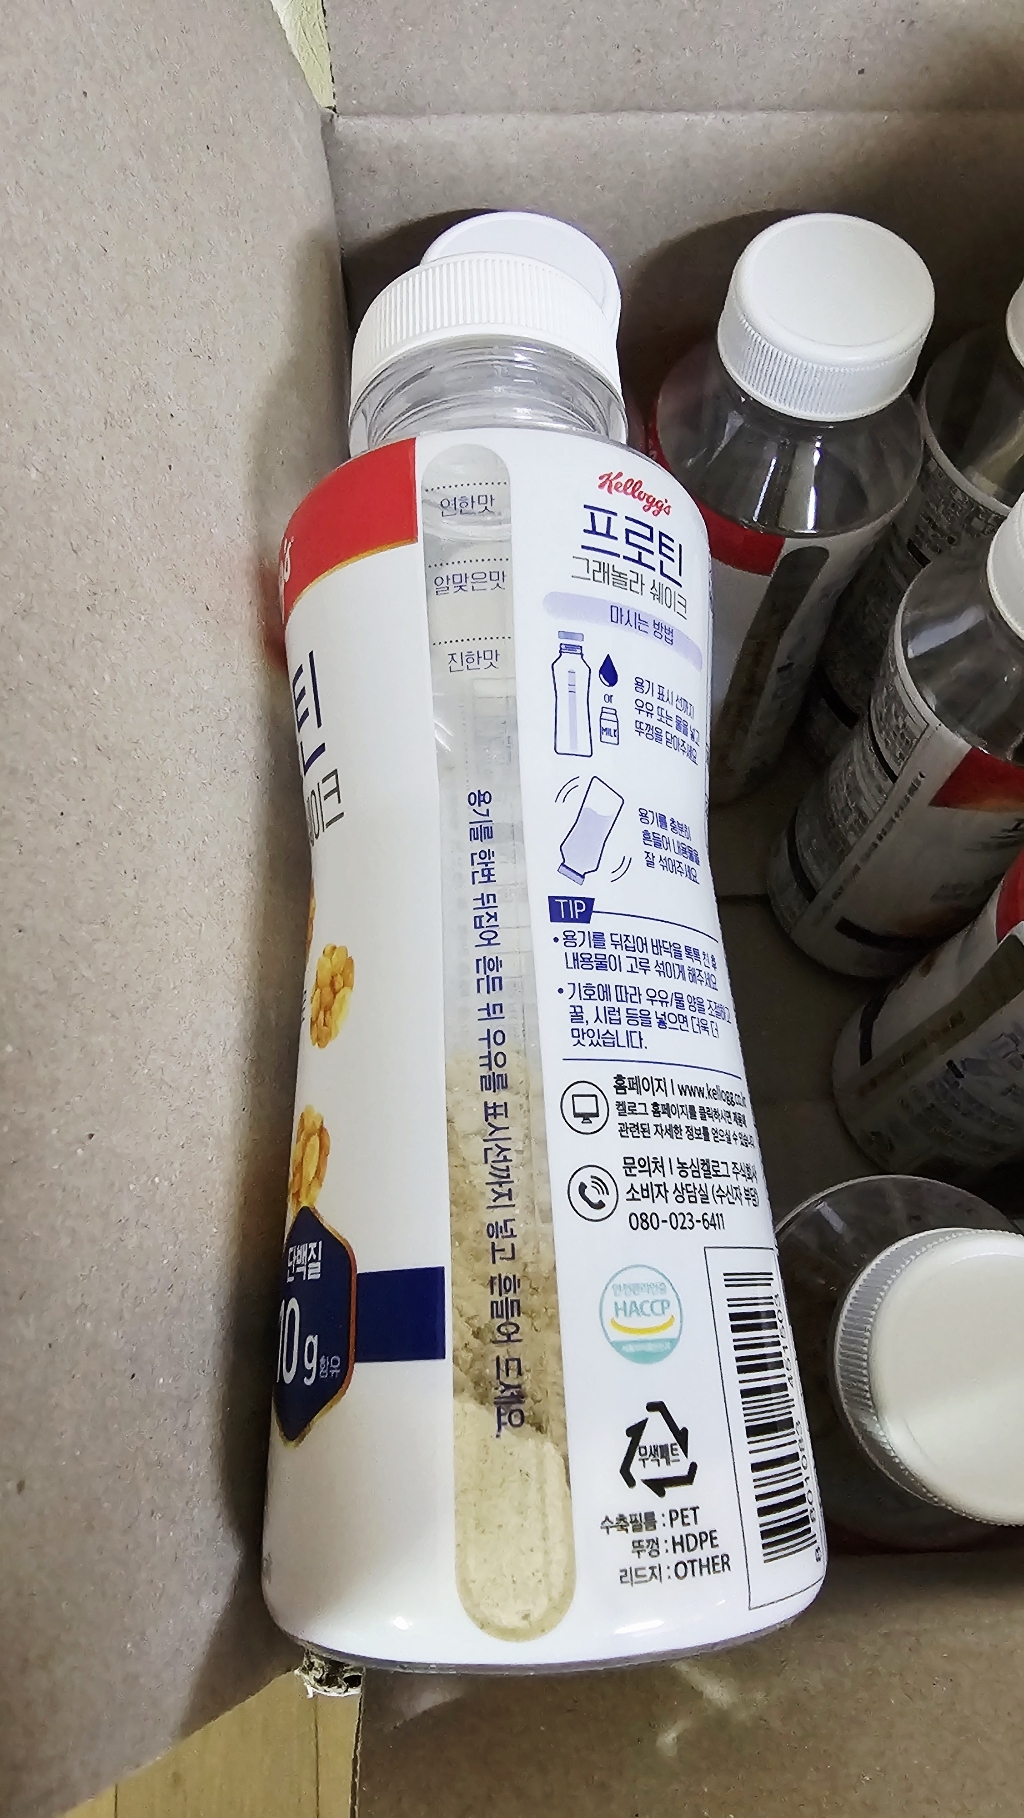 연한맛
알맞은맛
진한맛
용기를 한번 뒤집어 흔든 뒤 우유를 표시선까지 넣고 흔들어 드세요.
Kellogg's
프로틴
그래놀라 쉐이크
마시는 방법
or
MILK
용기 표시 선까지
우유 또는 물을 넣고
뚜껑을 닫아주세요
용기를 충분히
흔들어 내용물을
잘 섞어주세요
TIP
• 용기를 뒤집어 바닥을 톡톡 친 후
내용물이 고루 섞이게 해주세요
• 기호에 따라 우유/물 양을 조절하고
꿀, 시럽 등을 넣으면 더욱 더
맛있습니다.
홈페이지 | www.kellogg.co.kr
켈로그 홈페이지를 클릭하시면 제품에
관련된 자세한 정보를 얻으실 수 있습니다
문의처 | 농심켈로그 주식회사
소비자 상담실 (수신자 부담)
080-023-6411
안전관리인증
HACCP
무색페트
수축필름 : PET
뚜껑 : HDPE
리드지 : OTHER
틴
이크
단백질
10g
함유